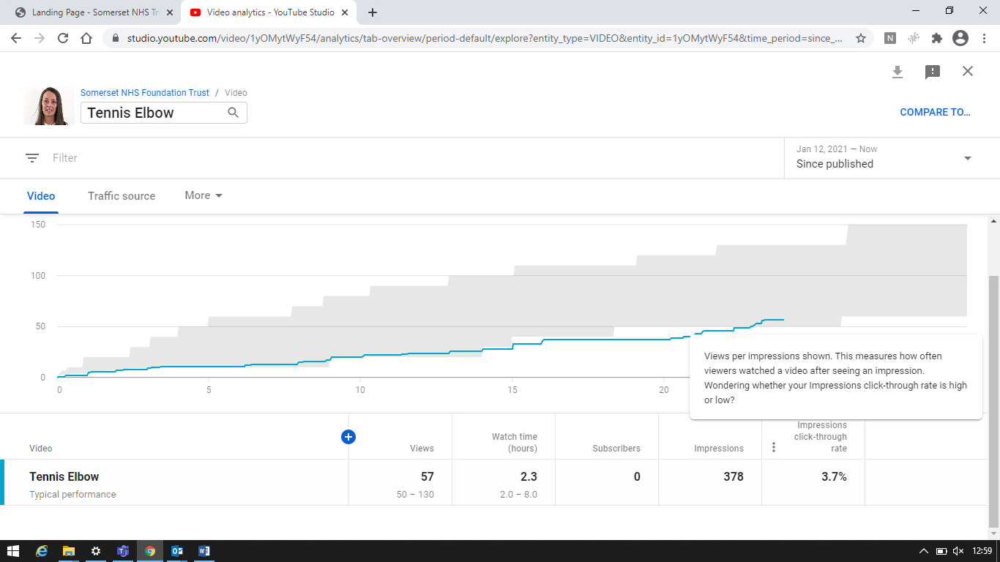 Landing Page - Somerset NHS Tr
Video analytics - YouTube Studio
studio.youtube.com/video/1yOMytWyF54/analytics/tab-overview/period-default/explore?entity_type=VIDEO&entity_id=1yOMytWyF54&time_period=since_...
Somerset NHS Foundation Trust / Video
Tennis Elbow
COMPARE TO...
Filter
Jan 12, 2021 – Now
Since published
Video
Traffic source
More
150
100
50
0
0 5 10 15 20
Views per impressions shown. This measures how often
viewers watched a video after seeing an impression.
Wondering whether your Impressions click-through rate is high
or low?
Video
Views
Watch time
(hours)
Subscribers
Impressions
Impressions
click-through
rate
Tennis Elbow 57 2.3 0 378 3.7%
Typical performance 50 – 130 2.0 – 8.0
12:59